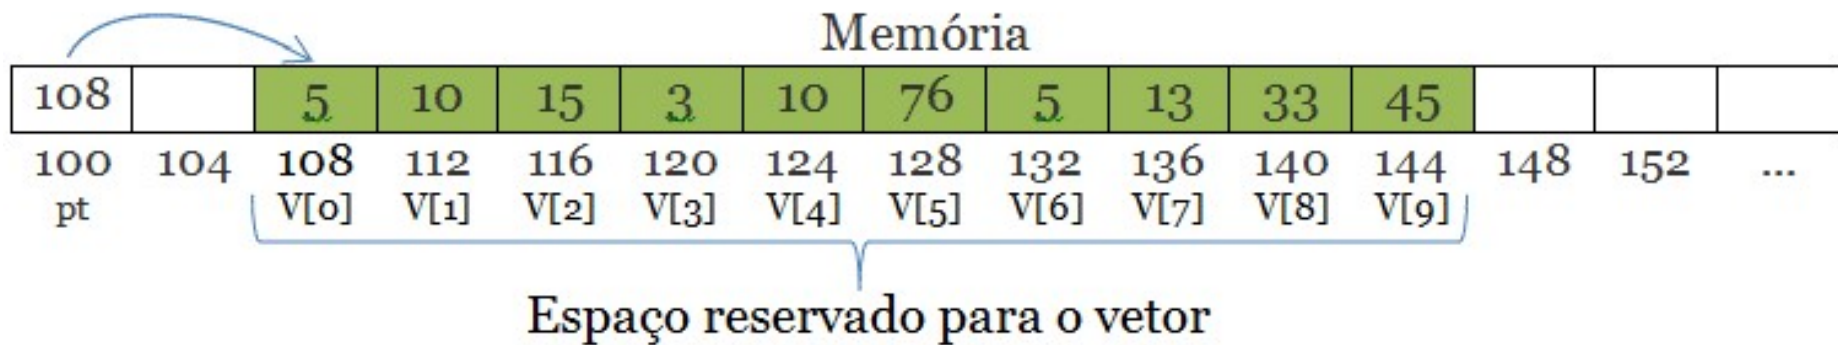 Memória
108 5 10 15 3 10 76 5 13 33 45
100 104 108 112 116 120 124 128 132 136 140 144 148 152 ...
pt V[0] V[1] V[2] V[3] V[4] V[5] V[6] V[7] V[8] V[9]
Espaço reservado para o vetor